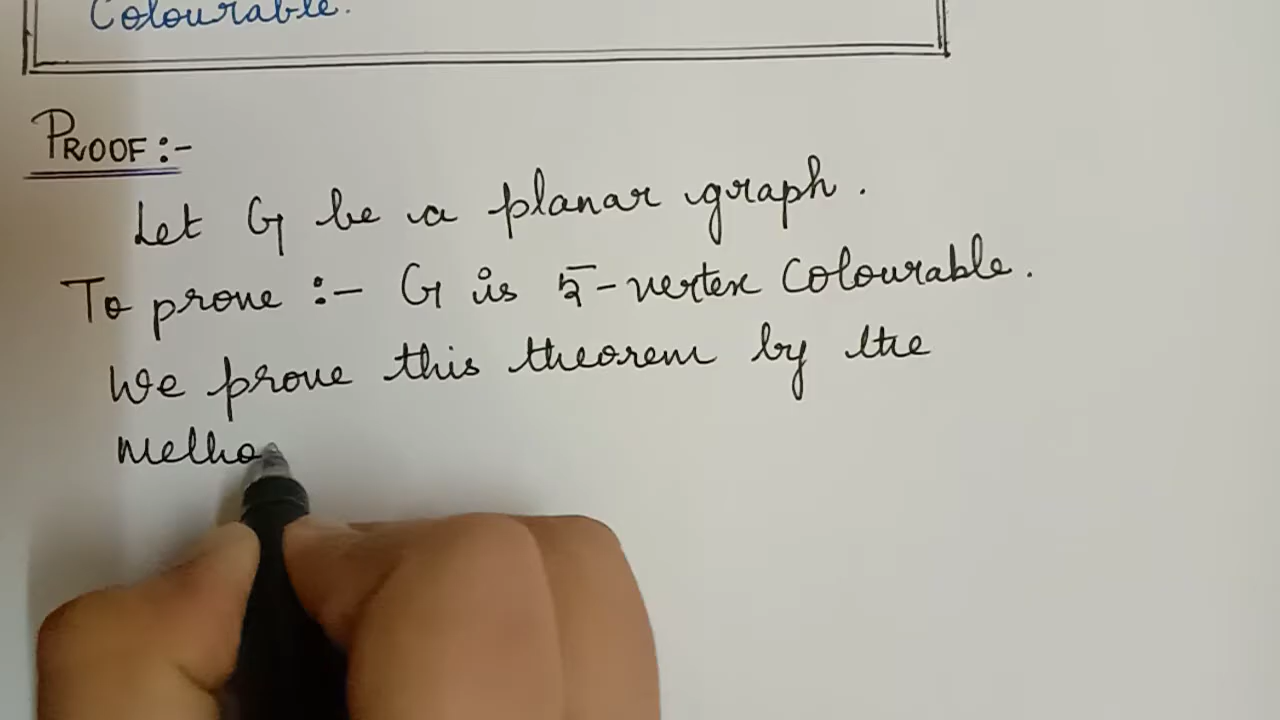 Colourable.
PROOF :-
Let G be a planar graph.
To prove :- G is 5-vertex Colourable.
We prove this theorem by the
Metho